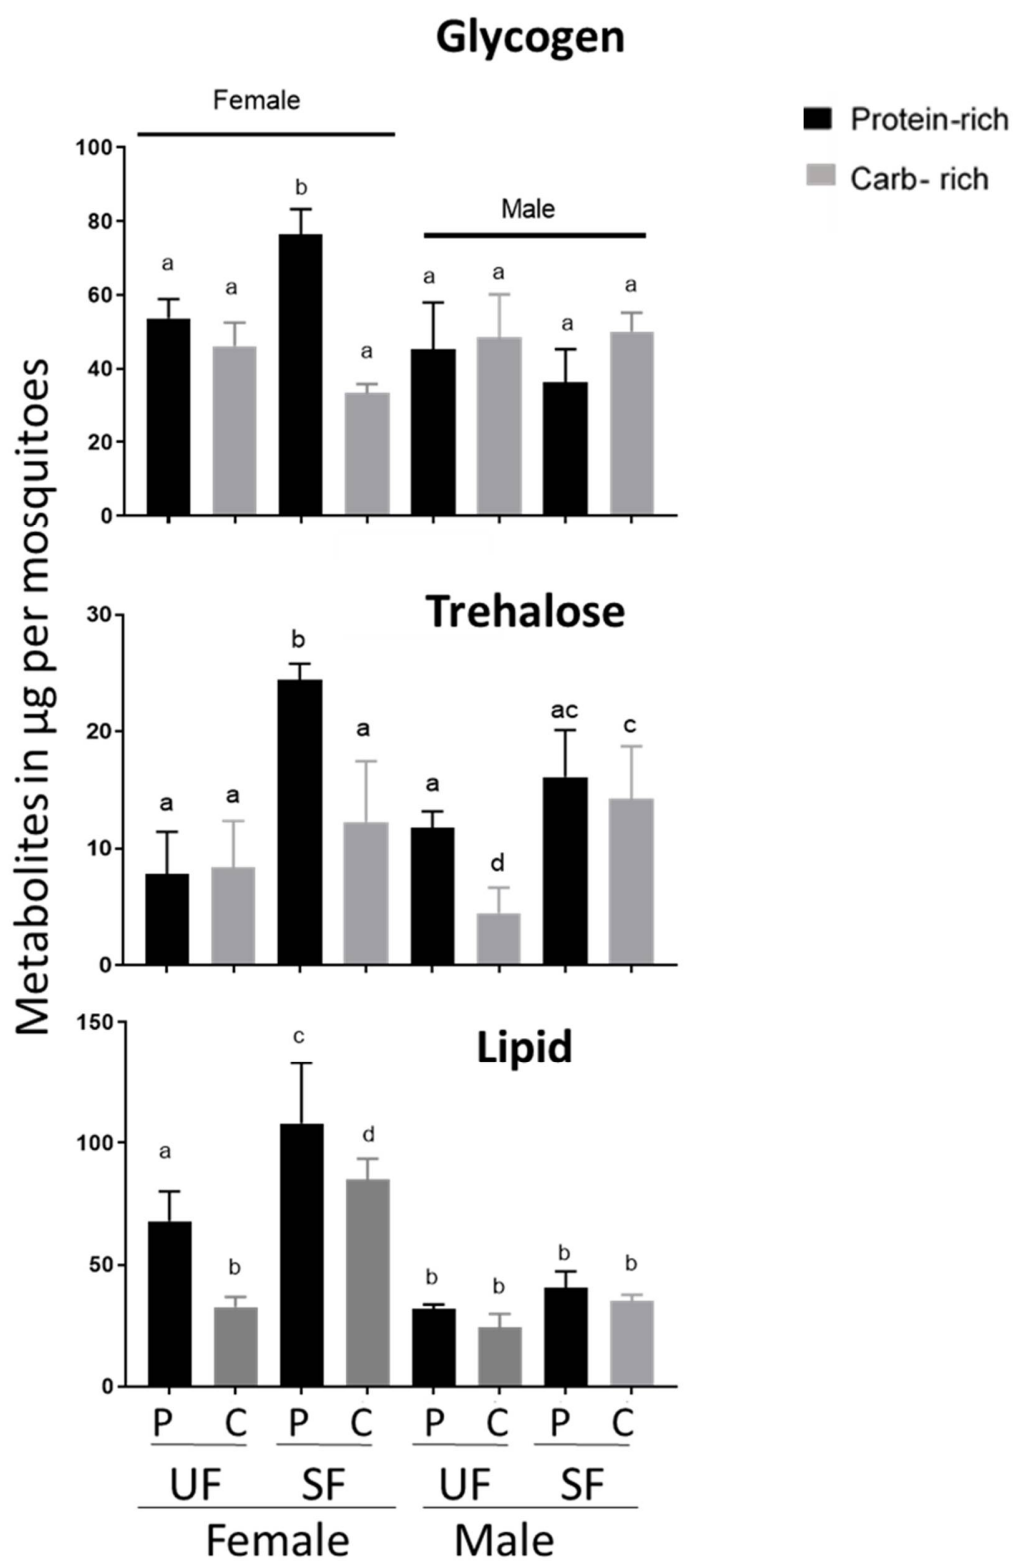 Glycogen
Female
Protein-rich
Carb- rich
Male
Metabolites in µg per mosquitoes
100
80
60
40
20
0
a
a
b
a
a
a
a
a
Trehalose
30
20
10
0
a
a
b
a
a
d
ac
c
Lipid
150
100
50
0
a
b
c
d
b
b
b
b
P C P C P C P C
UF SF UF SF
Female Male